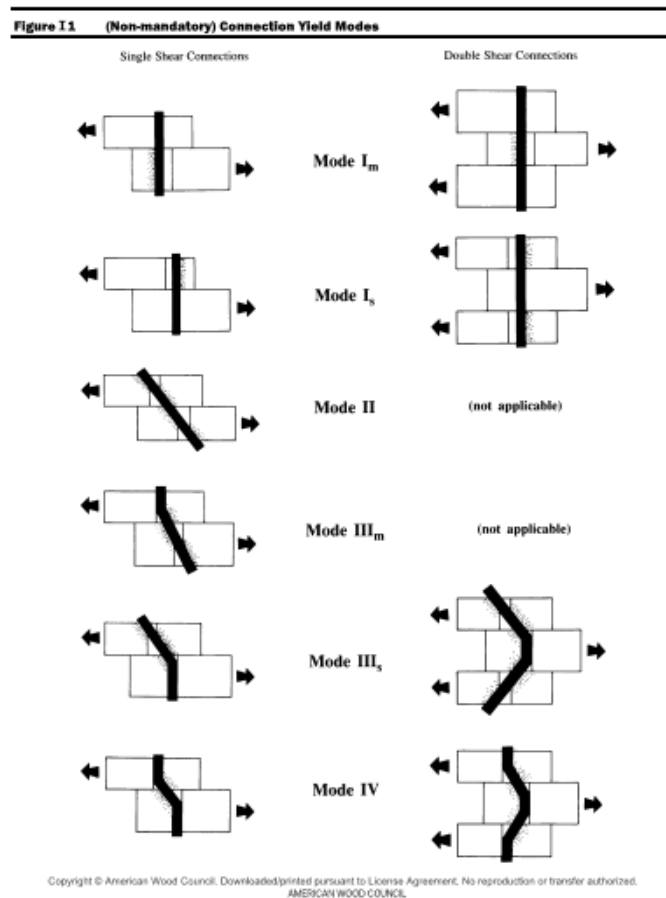 Figure I1 (Non-mandatory) Connection Yield Modes
Single Shear Connections Double Shear Connections
Mode Iₘ
Mode Iₛ
Mode II (not applicable)
Mode IIIₘ (not applicable)
Mode IIIₛ
Mode IV
Copyright © American Wood Council. Downloaded/printed pursuant to License Agreement. No reproduction or transfer authorized.
AMERICAN WOOD COUNCIL